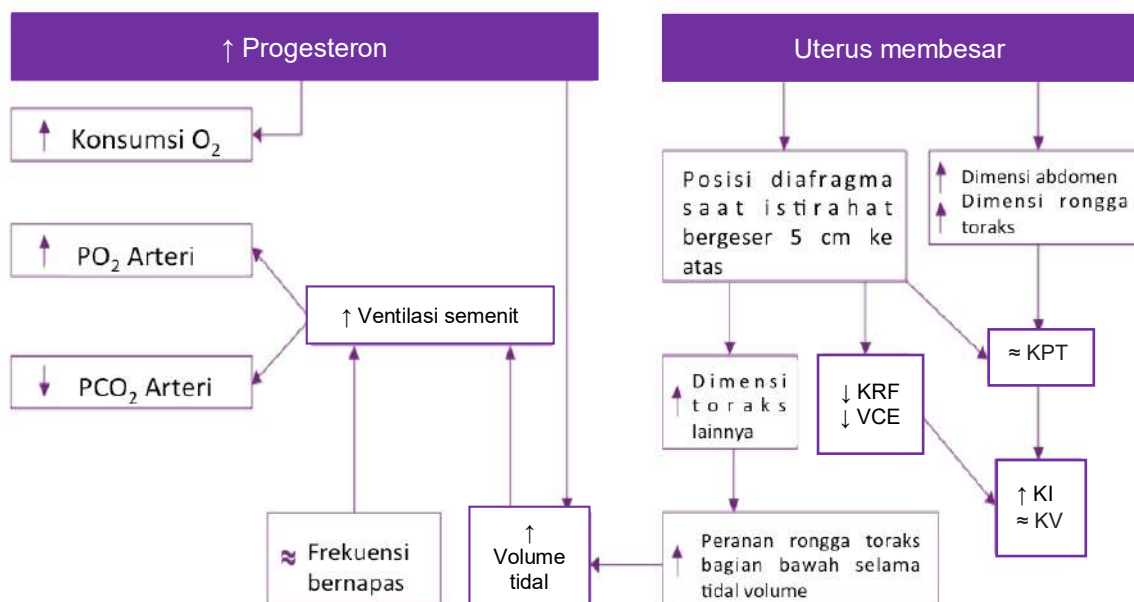 ↑ Progesteron
↑ Konsumsi O₂
↑ PO₂ Arteri
↓ PCO₂ Arteri
↑ Ventilasi semenit
≈ Frekuensi
bernapas
↑
Volume
tidal
Uterus membesar
Posisi diafragma
saat istirahat
bergeser 5 cm ke
atas
↑ Dimensi abdomen
↑ Dimensi rongga
toraks
↑ Dimensi
toraks
lainnya
↓ KRF
↓ VCE
≈ KPT
↑ KI
≈ KV
↑ Peranan rongga toraks
bagian bawah selama
tidal volume